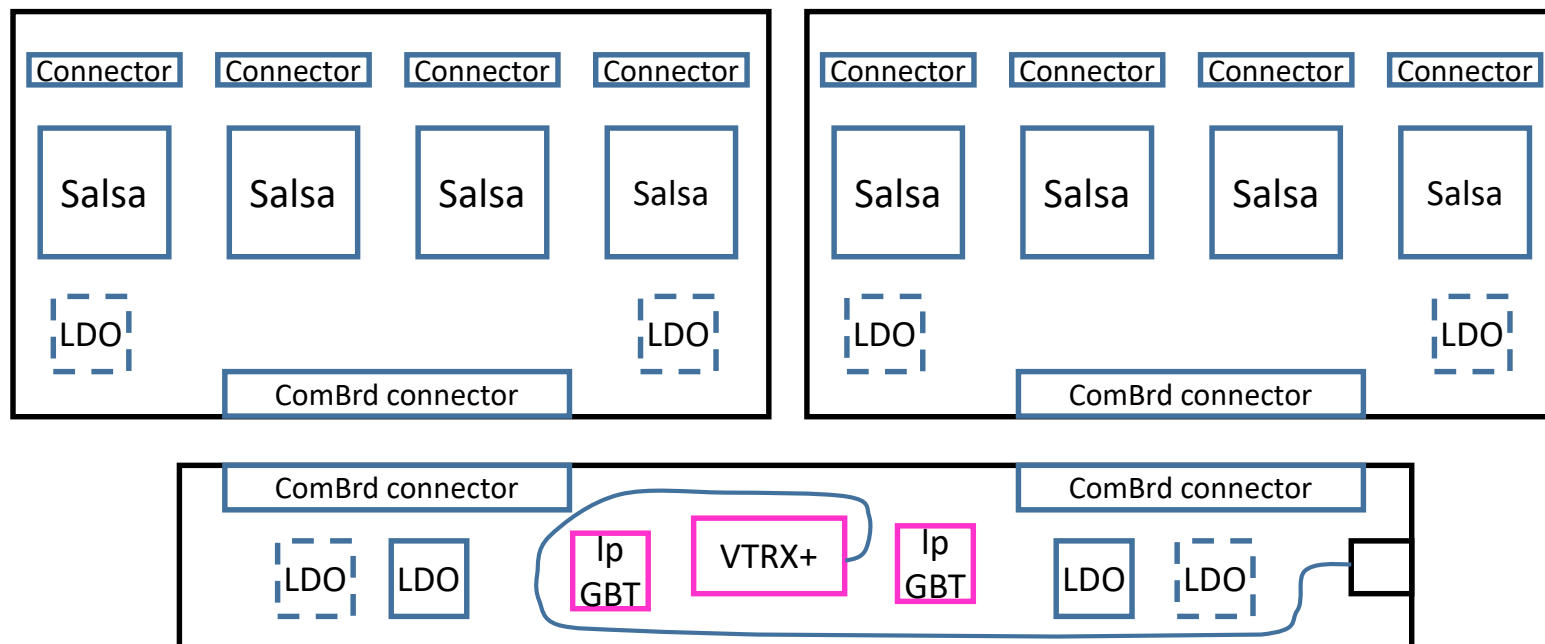 Connector Connector Connector Connector Connector Connector Connector Connector
Salsa Salsa Salsa Salsa Salsa Salsa Salsa Salsa
LDO LDO LDO LDO
ComBrd connector ComBrd connector
ComBrd connector ComBrd connector
LDO LDO lp GBT VTRX+ lp GBT LDO LDO